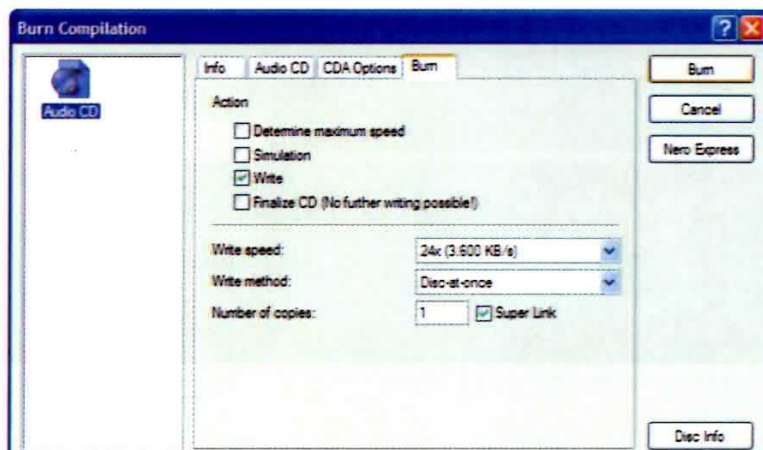 Burn Compilation
Audio CD
Info Audio CD CDA Options Burn
Action
Determine maximum speed
Simulation
Write
Finalize CD (No further writing possible!)
Write speed: 24x (3.600 KB/s)
Write method: Disc-at-once
Number of copies: 1 Super Link
Burn
Cancel
Nero Express
Disc Info